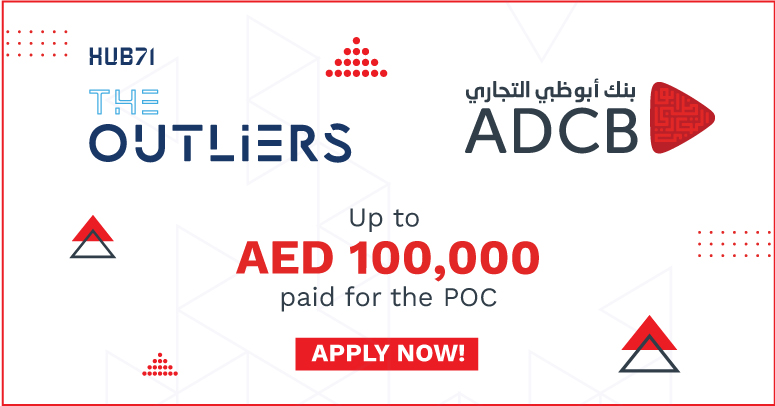 HUB71
THE
OUTLiERS
بنك أبوظبي التجاري
ADCB
Up to
AED 100,000
paid for the POC
APPLY NOW!